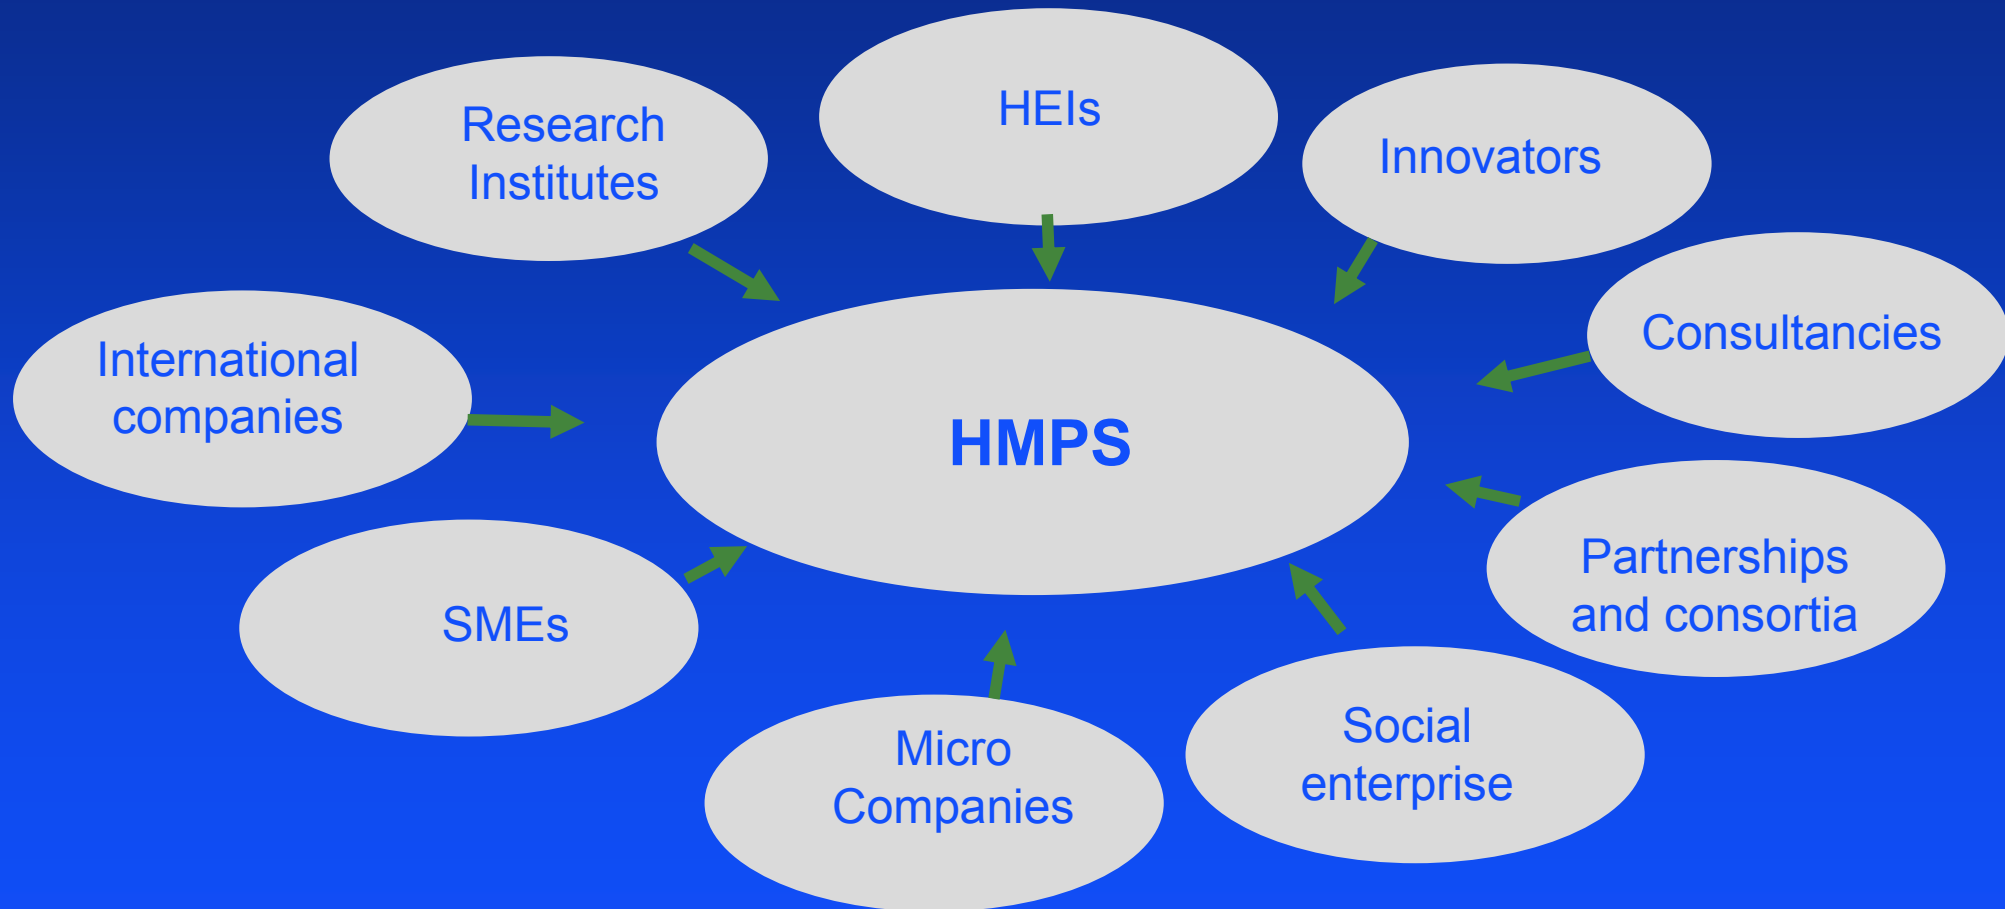 HEIs
Research
Institutes
Innovators
Consultancies
International
companies
HMPS
Partnerships
and consortia
SMEs
Social
enterprise
Micro
Companies